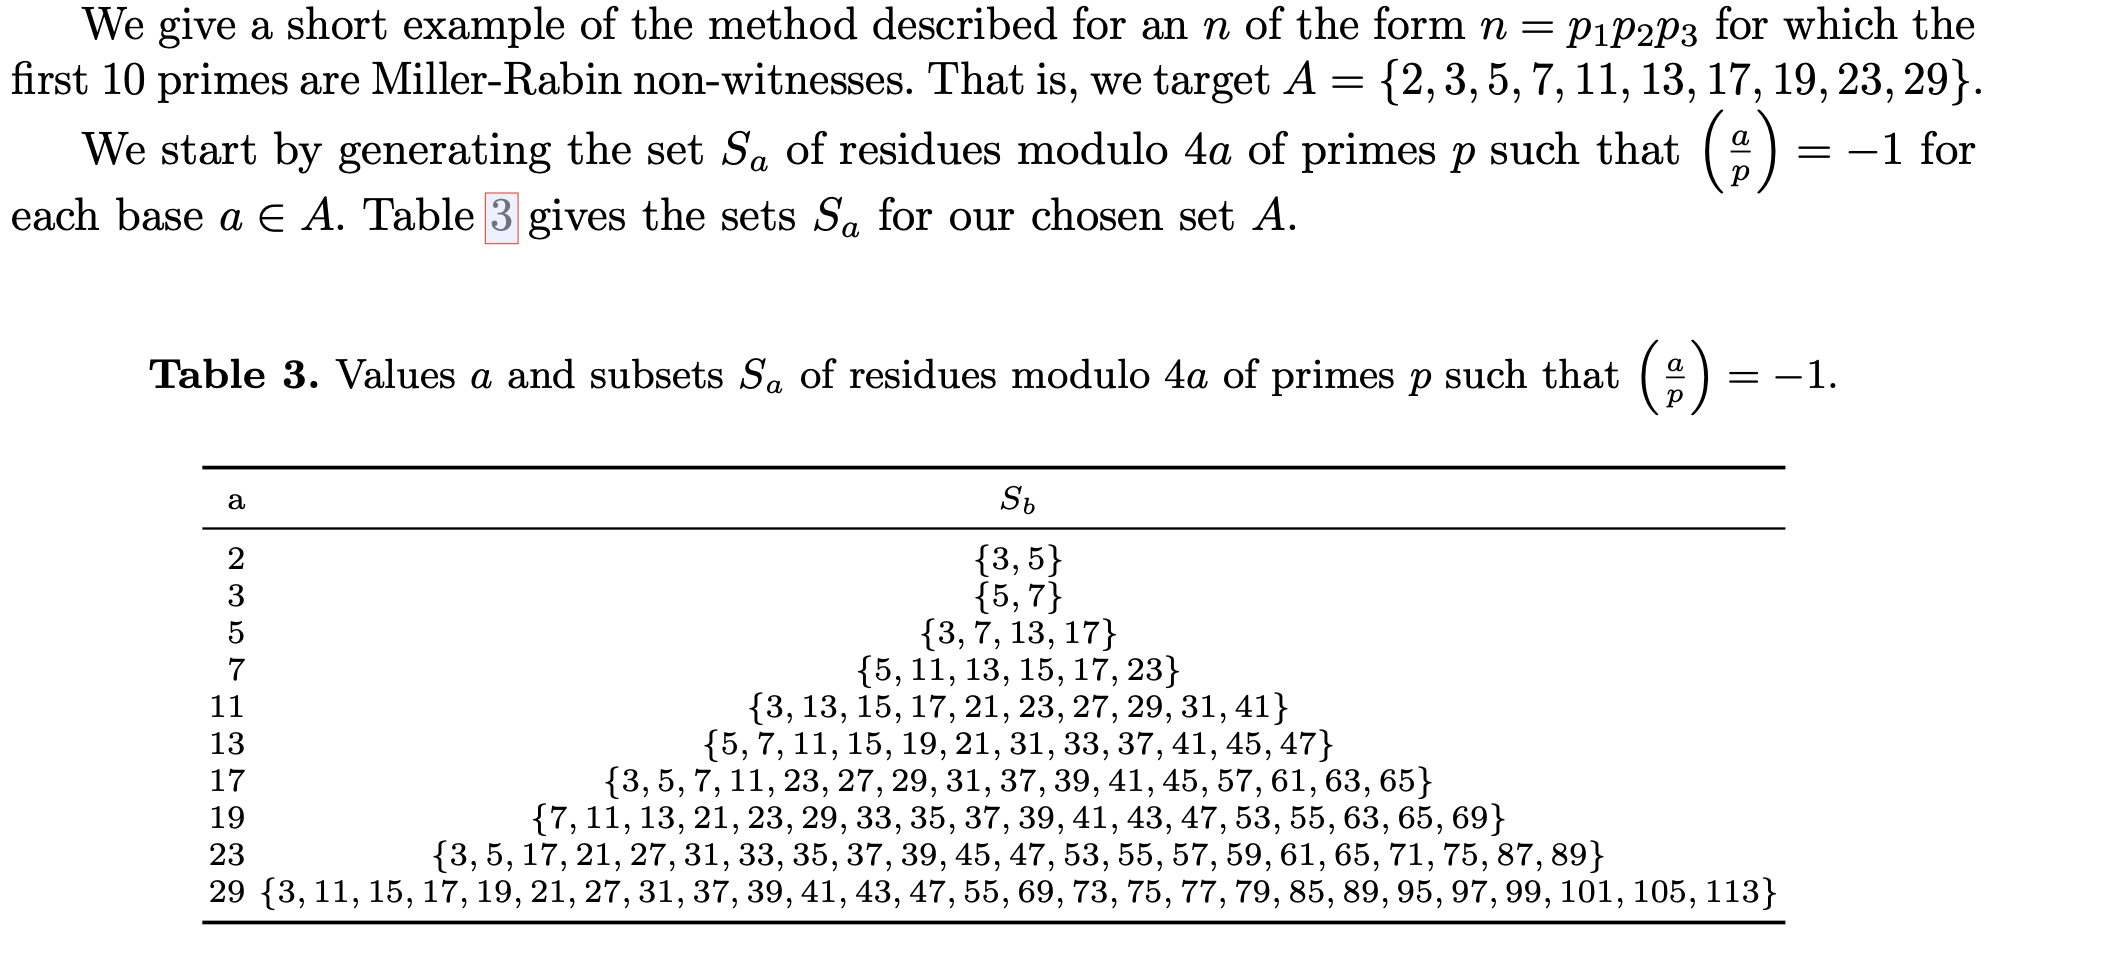 We give a short example of the method described for an n of the form n = p₁p₂p₃ for which the
first 10 primes are Miller-Rabin non-witnesses. That is, we target A = {2, 3, 5, 7, 11, 13, 17, 19, 23, 29}.
We start by generating the set Sₐ of residues modulo 4a of primes p such that (a/p) = −1 for
each base a ∈ A. Table 3 gives the sets Sₐ for our chosen set A.
Table 3. Values a and subsets Sₐ of residues modulo 4a of primes p such that (a/p) = −1.
a S_b
2 {3, 5}
3 {5, 7}
5 {3, 7, 13, 17}
7 {5, 11, 13, 15, 17, 23}
11 {3, 13, 15, 17, 21, 23, 27, 29, 31, 41}
13 {5, 7, 11, 15, 19, 21, 31, 33, 37, 41, 45, 47}
17 {3, 5, 7, 11, 23, 27, 29, 31, 37, 39, 41, 45, 57, 61, 63, 65}
19 {7, 11, 13, 21, 23, 29, 33, 35, 37, 39, 41, 43, 47, 53, 55, 63, 65, 69}
23 {3, 5, 17, 21, 27, 31, 33, 35, 37, 39, 45, 47, 53, 55, 57, 59, 61, 65, 71, 75, 87, 89}
29 {3, 11, 15, 17, 19, 21, 27, 31, 37, 39, 41, 43, 47, 55, 69, 73, 75, 77, 79, 85, 89, 95, 97, 99, 101, 105, 113}